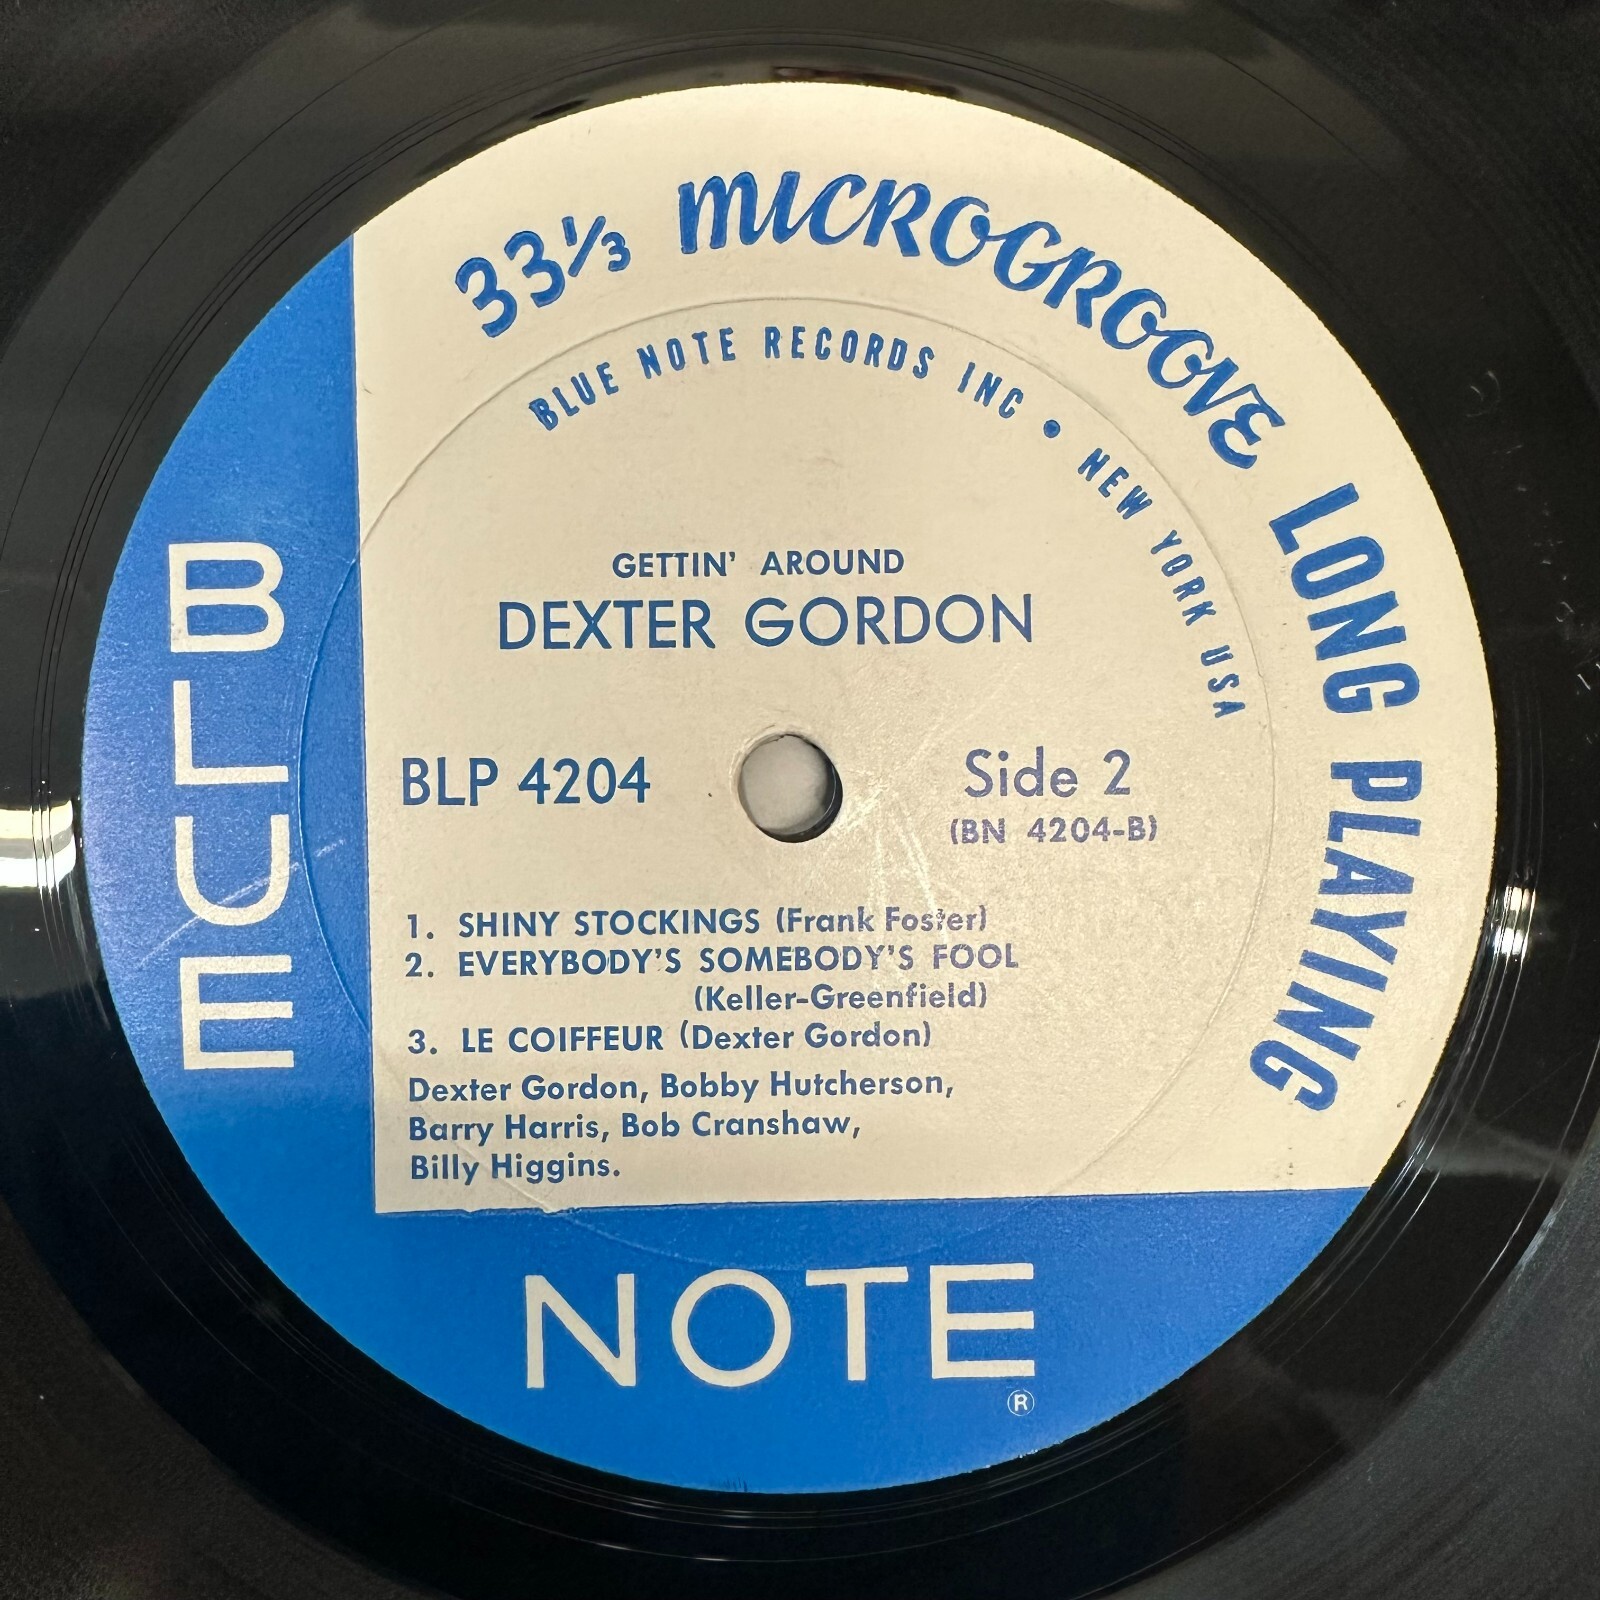 33⅓ MICROGROOVE LONG PLAYING
BLUE NOTE RECORDS INC • NEW YORK USA
GETTIN' AROUND
DEXTER GORDON
BLP 4204
Side 2
(BN 4204-B)
1. SHINY STOCKINGS (Frank Foster)
2. EVERYBODY'S SOMEBODY'S FOOL
(Keller-Greenfield)
3. LE COIFFEUR (Dexter Gordon)
Dexter Gordon, Bobby Hutcherson,
Barry Harris, Bob Cranshaw,
Billy Higgins.
BLUE
NOTE
®